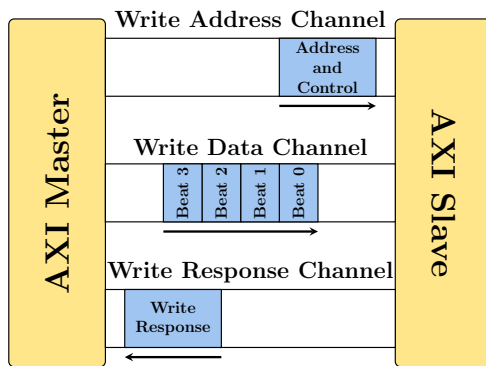 Write Address Channel
Address
and
Control
AXI Master
AXI Slave
Write Data Channel
Beat 3
Beat 2
Beat 1
Beat 0
Write Response Channel
Write
Response